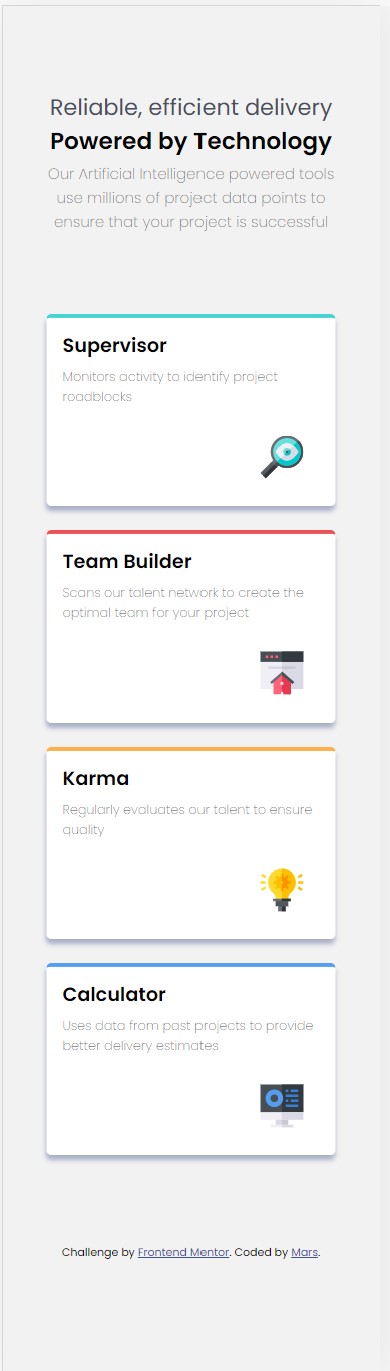 Reliable, efficient delivery
Powered by Technology
Our Artificial Intelligence powered tools
use millions of project data points to
ensure that your project is successful
Supervisor
Monitors activity to identify project
roadblocks
Team Builder
Scans our talent network to create the
optimal team for your project
Karma
Regularly evaluates our talent to ensure
quality
Calculator
Uses data from past projects to provide
better delivery estimates
Challenge by Frontend Mentor. Coded by Mars.